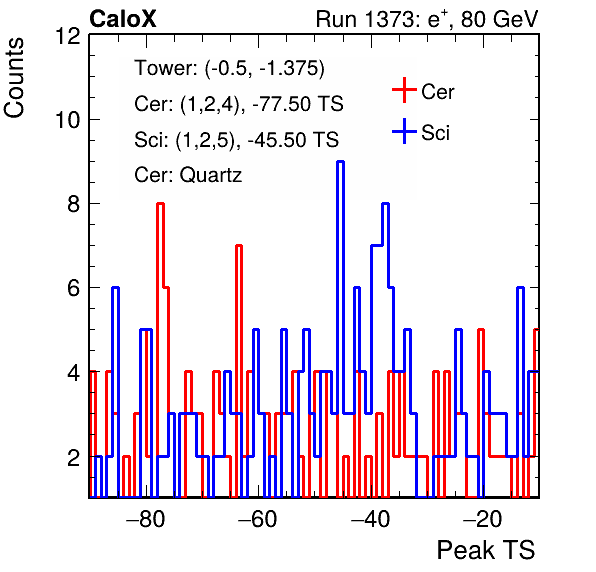 CaloX Run 1373: e⁺, 80 GeV
Counts
12
10
8
6
4
2
Tower: (-0.5, -1.375)
Cer: (1,2,4), -77.50 TS
Sci: (1,2,5), -45.50 TS
Cer: Quartz
Cer
Sci
−80 −60 −40 −20
Peak TS